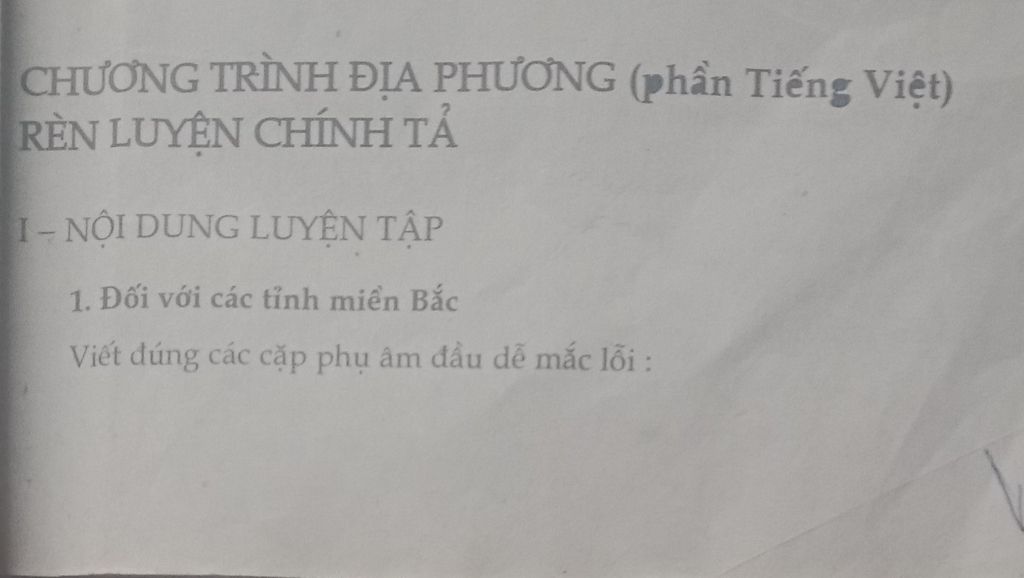 CHƯƠNG TRÌNH ĐỊA PHƯƠNG (phần Tiếng Việt)
RÈN LUYỆN CHÍNH TẢ
I – NỘI DUNG LUYỆN TẬP
1. Đối với các tỉnh miền Bắc
Viết đúng các cặp phụ âm đầu dễ mắc lỗi :